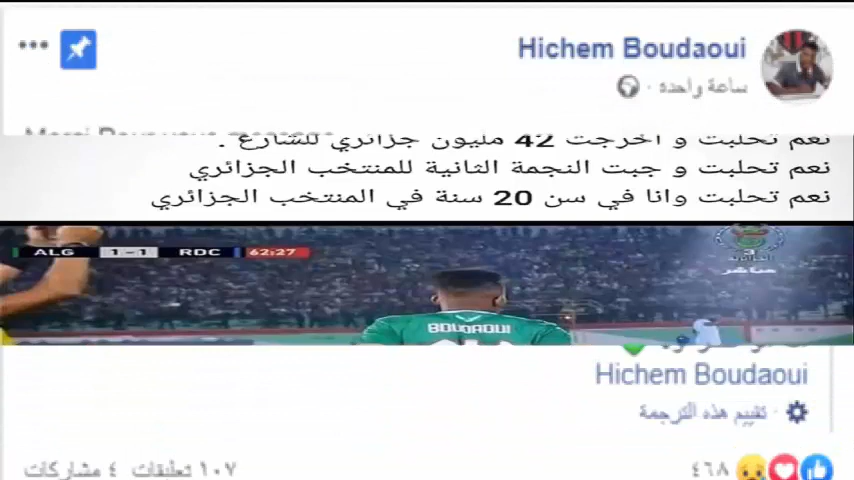 Hichem Boudaoui
ساعة واحدة
نعم تحلبت و اخرجت 42 مليون جزائري للشارع .
نعم تحلبت و جبت النجمة الثانية للمنتخب الجزائري
نعم تحلبت وانا في سن 20 سنة في المنتخب الجزائري
ALG 1-1 RDC 62:27
مباشر
BOUDAOUI
Hichem Boudaoui
تقييم هذه الترجمة
٤٦٨
١٠٧ تعليقات ٤ مشاركات